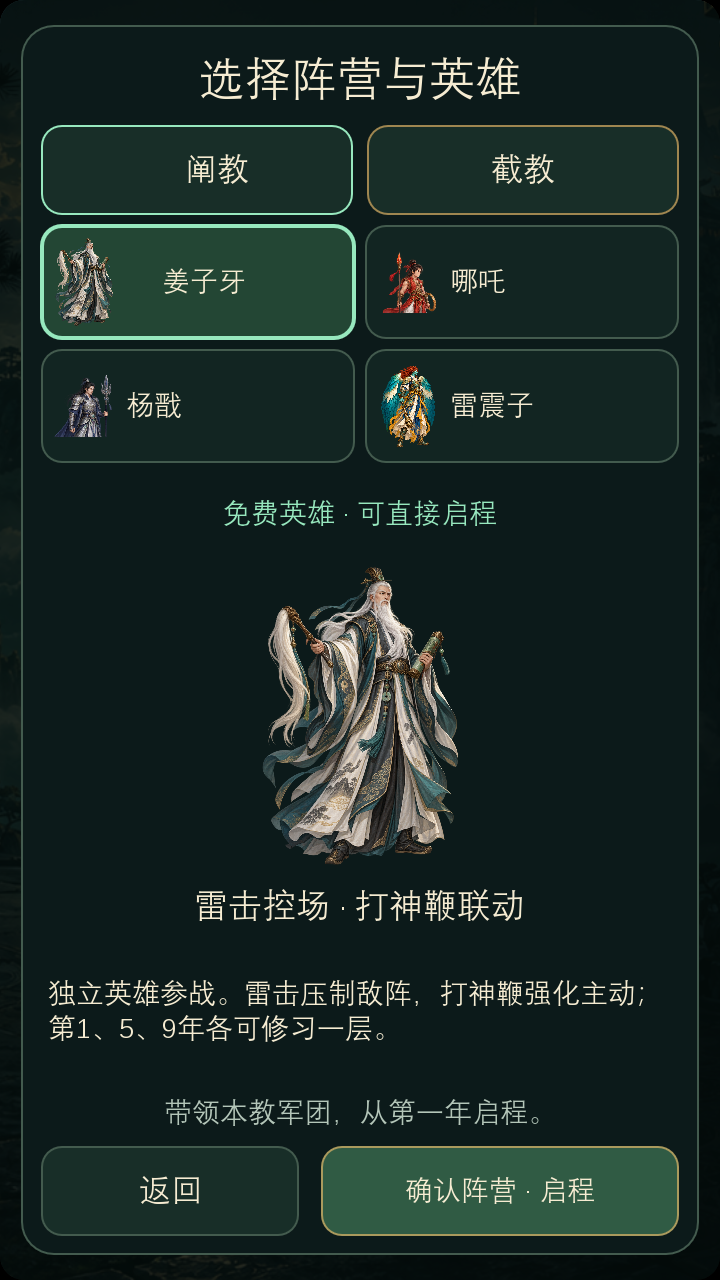 选择阵营与英雄
阐教
截教
姜子牙
哪吒
杨戬
雷震子
免费英雄 · 可直接启程
雷击控场 · 打神鞭联动
独立英雄参战。雷击压制敌阵，打神鞭强化主动；
第1、5、9年各可修习一层。
带领本教军团，从第一年启程。
返回
确认阵营 · 启程